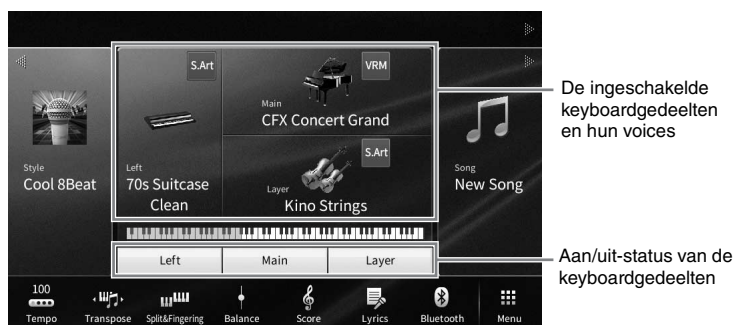 S.Art
VRM
Main
CFX Concert Grand
De ingeschakelde
keyboardgedeelten
en hun voices
Style
Cool 8Beat
Left
70s Suitcase
Clean
S.Art
Layer
Kino Strings
Song
New Song
Left
Main
Layer
Aan/uit-status van de
keyboardgedeelten
100
Tempo
Transpose
Split&Fingering
Balance
Score
Lyrics
Bluetooth
Menu